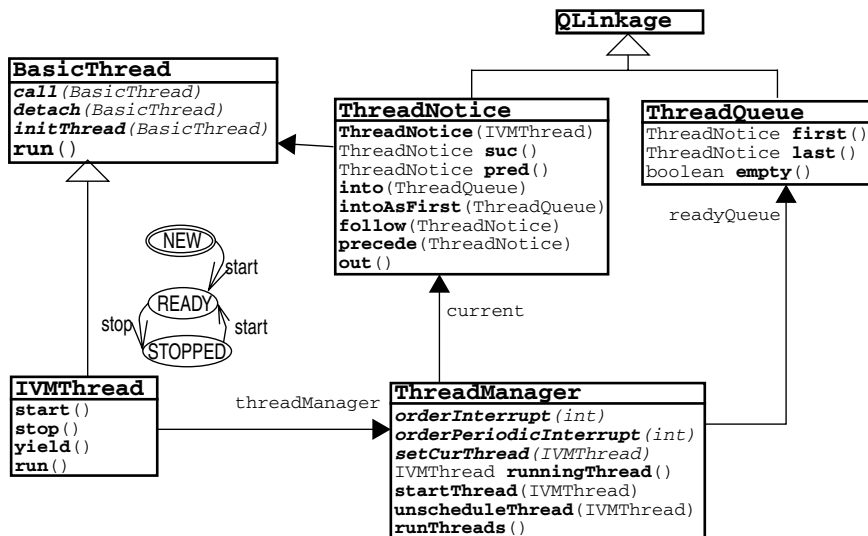 QLinkage
BasicThread
call(BasicThread)
detach(BasicThread)
initThread(BasicThread)
run()
ThreadNotice
ThreadNotice(IVMThread)
ThreadNotice suc()
ThreadNotice pred()
into(ThreadQueue)
intoAsFirst(ThreadQueue)
follow(ThreadNotice)
precede(ThreadNotice)
out()
ThreadQueue
ThreadNotice first()
ThreadNotice last()
boolean empty()
readyQueue
NEW
start
READY
stop
start
STOPPED
current
IVMThread
start()
stop()
yield()
run()
threadManager
ThreadManager
orderInterrupt(int)
orderPeriodicInterrupt(int)
setCurThread(IVMThread)
IVMThread runningThread()
startThread(IVMThread)
unscheduleThread(IVMThread)
runThreads()